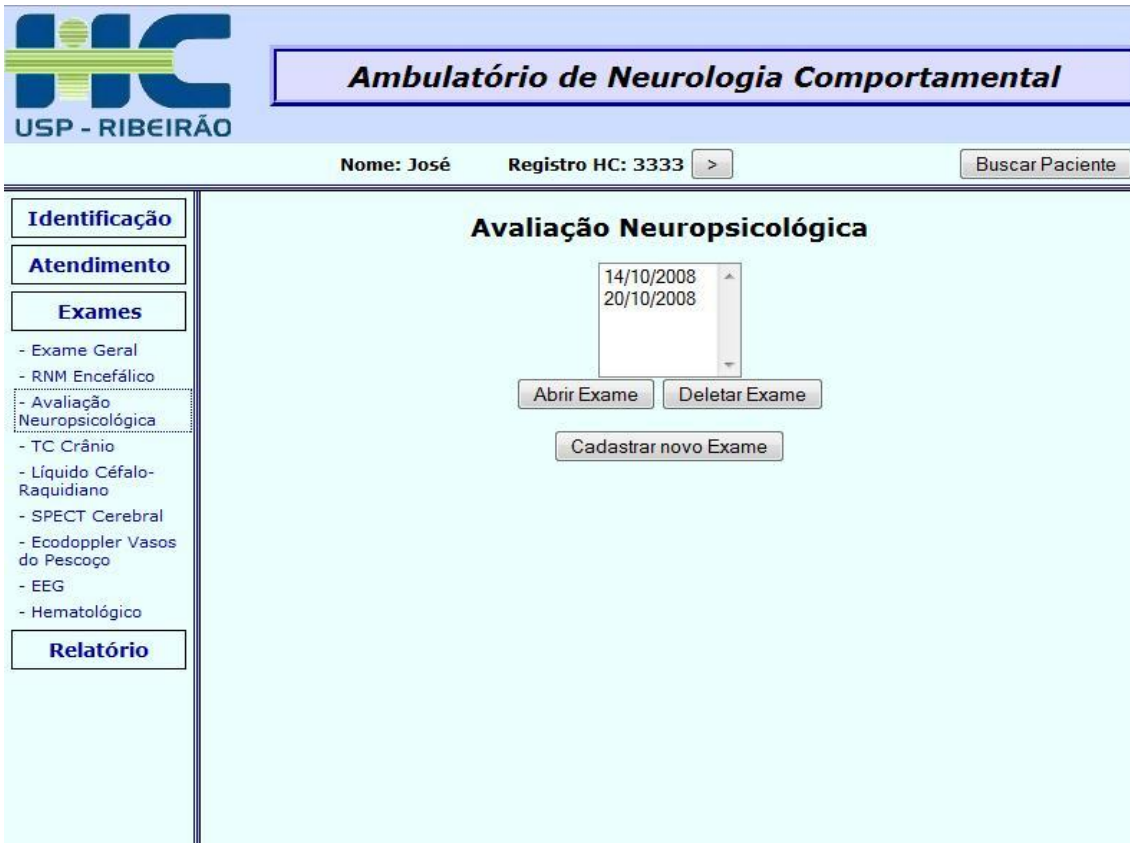 HC
USP - RIBEIRÃO
Ambulatório de Neurologia Comportamental
Nome: José Registro HC: 3333 > Buscar Paciente
Identificação
Atendimento
Exames
- Exame Geral
- RNM Encefálico
- Avaliação
Neuropsicológica
- TC Crânio
- Líquido Céfalo-
Raquidiano
- SPECT Cerebral
- Ecodoppler Vasos
do Pescoço
- EEG
- Hematológico
Relatório
Avaliação Neuropsicológica
14/10/2008
20/10/2008
Abrir Exame Deletar Exame
Cadastrar novo Exame